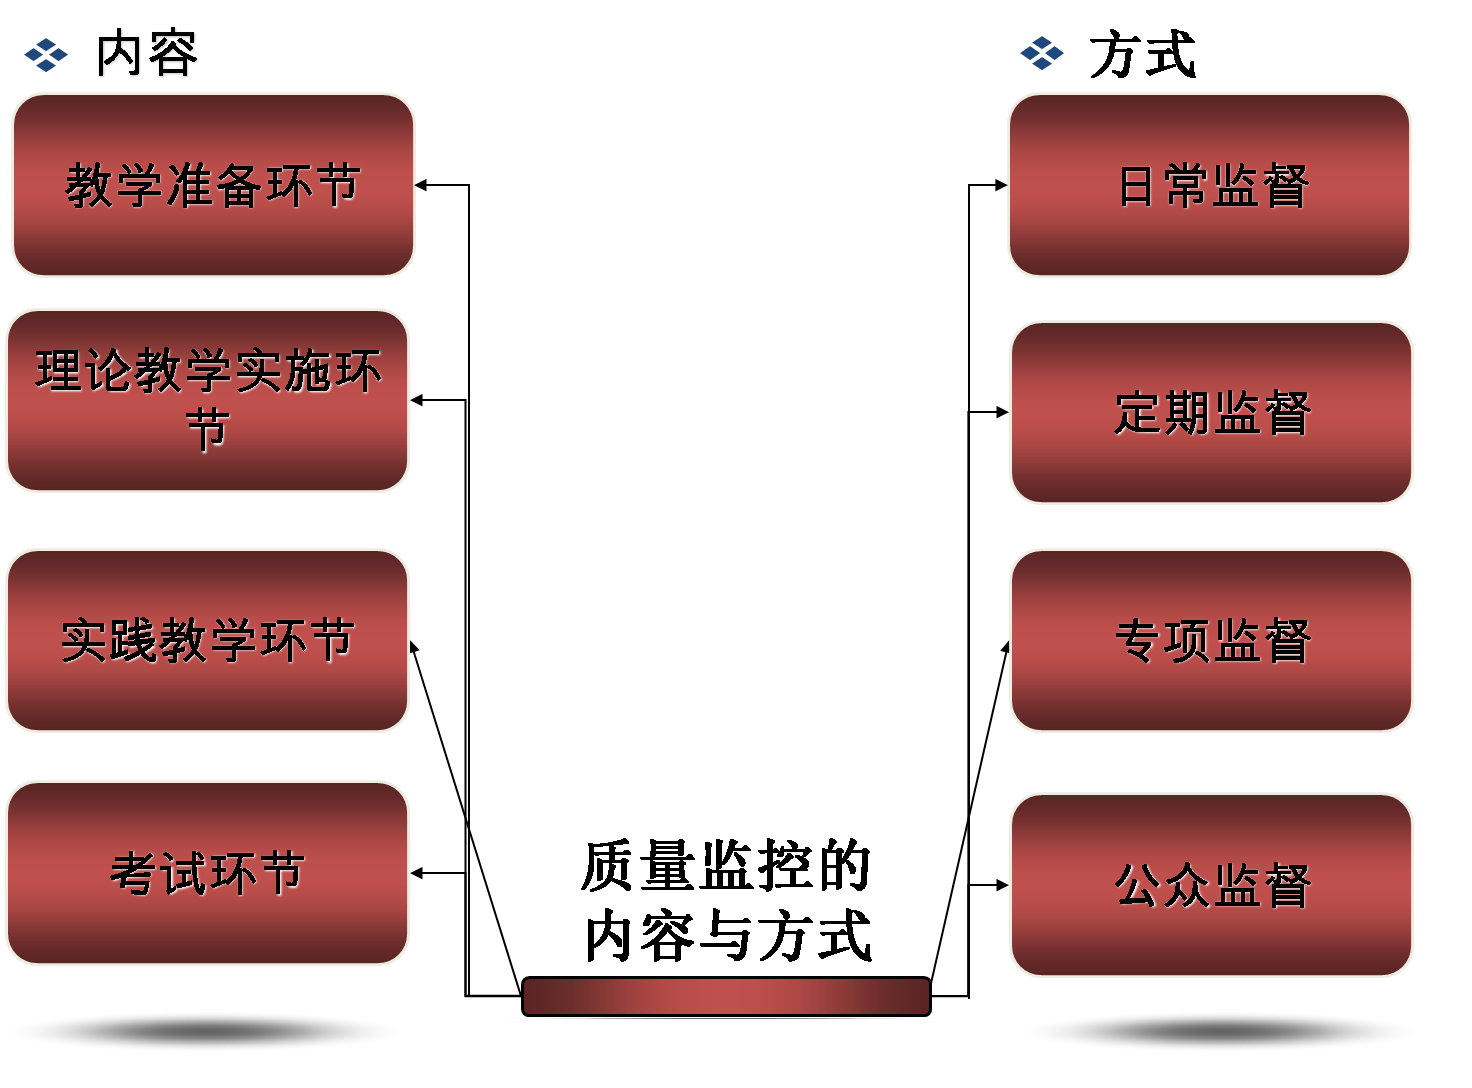 内容
教学准备环节
理论教学实施环
节
实践教学环节
考试环节
方式
日常监督
定期监督
专项监督
公众监督
质量监控的
内容与方式